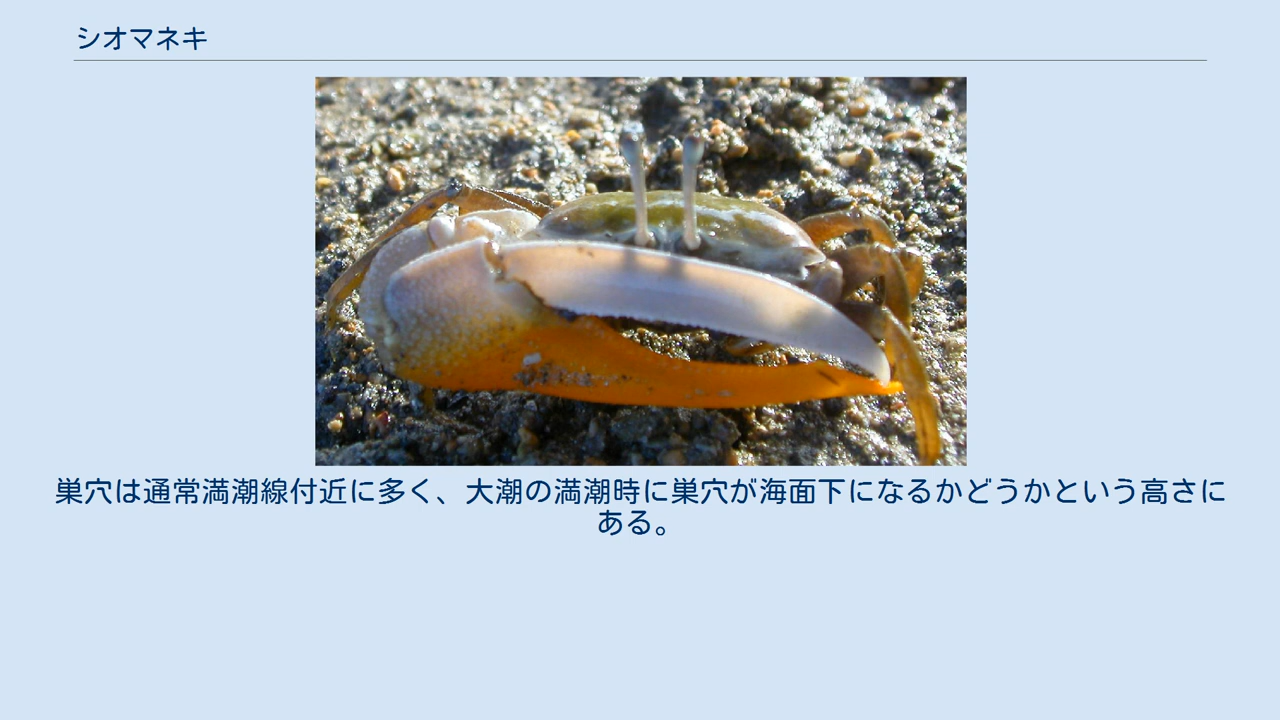 シオマネキ
巣穴は通常満潮線付近に多く、大潮の満潮時に巣穴が海面下になるかどうかという高さに
ある。